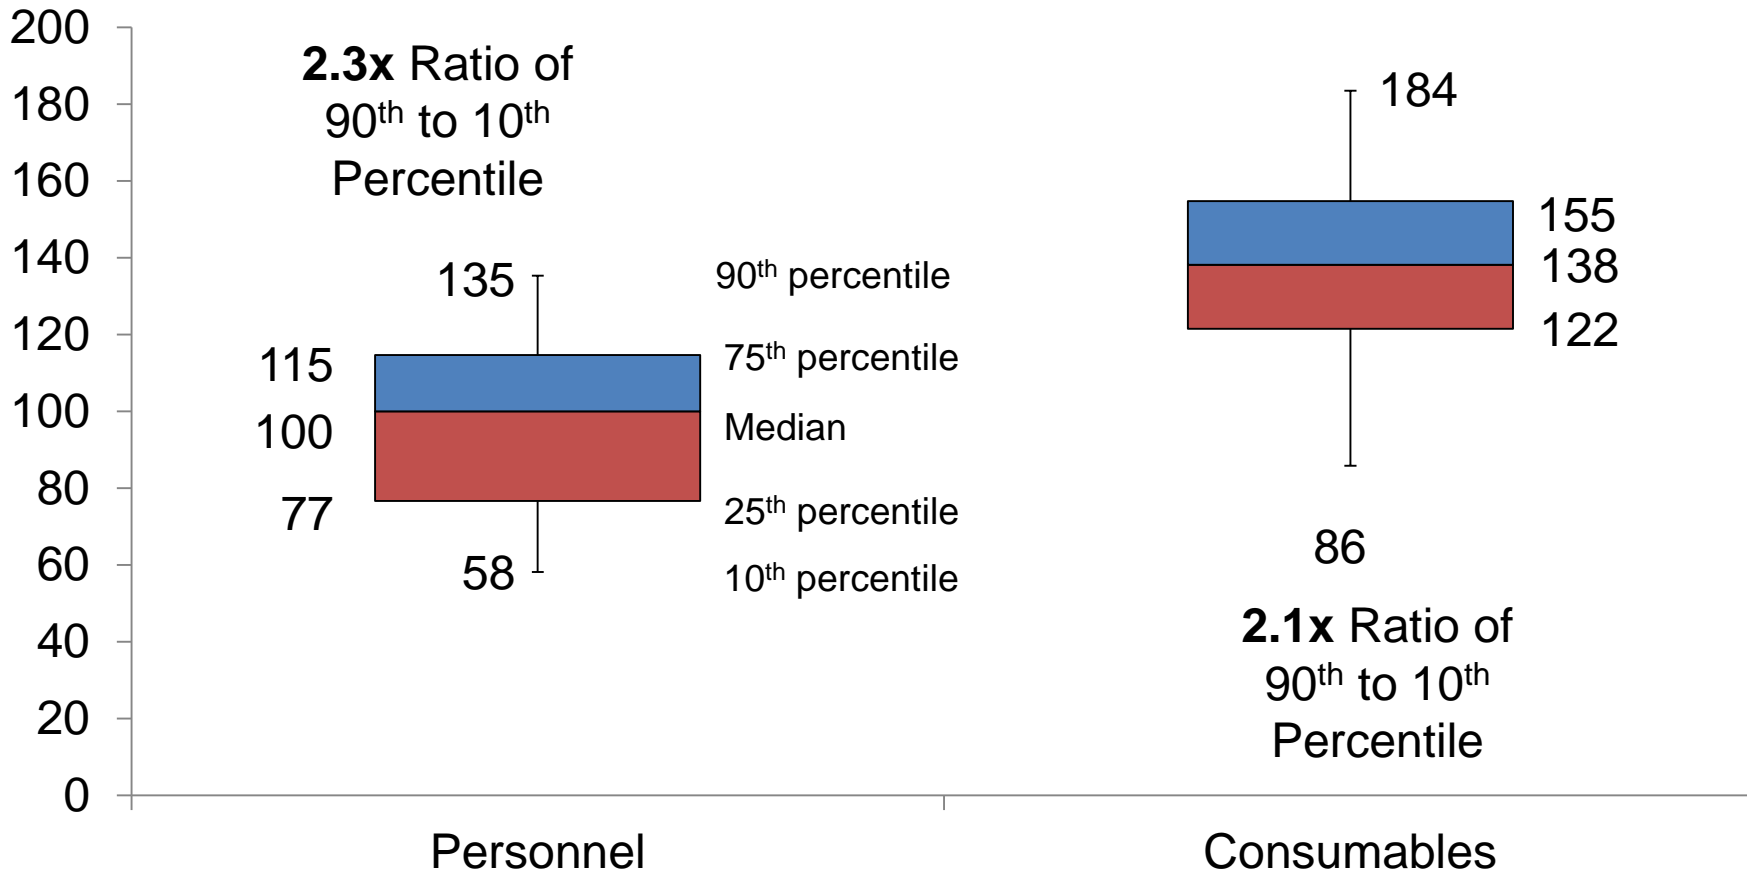 200
180
160
140
120
100
80
60
40
20
0
2.3x Ratio of
90th to 10th
Percentile
135
115
100
77
58
90th percentile
75th percentile
Median
25th percentile
10th percentile
184
155
138
122
86
2.1x Ratio of
90th to 10th
Percentile
Personnel
Consumables